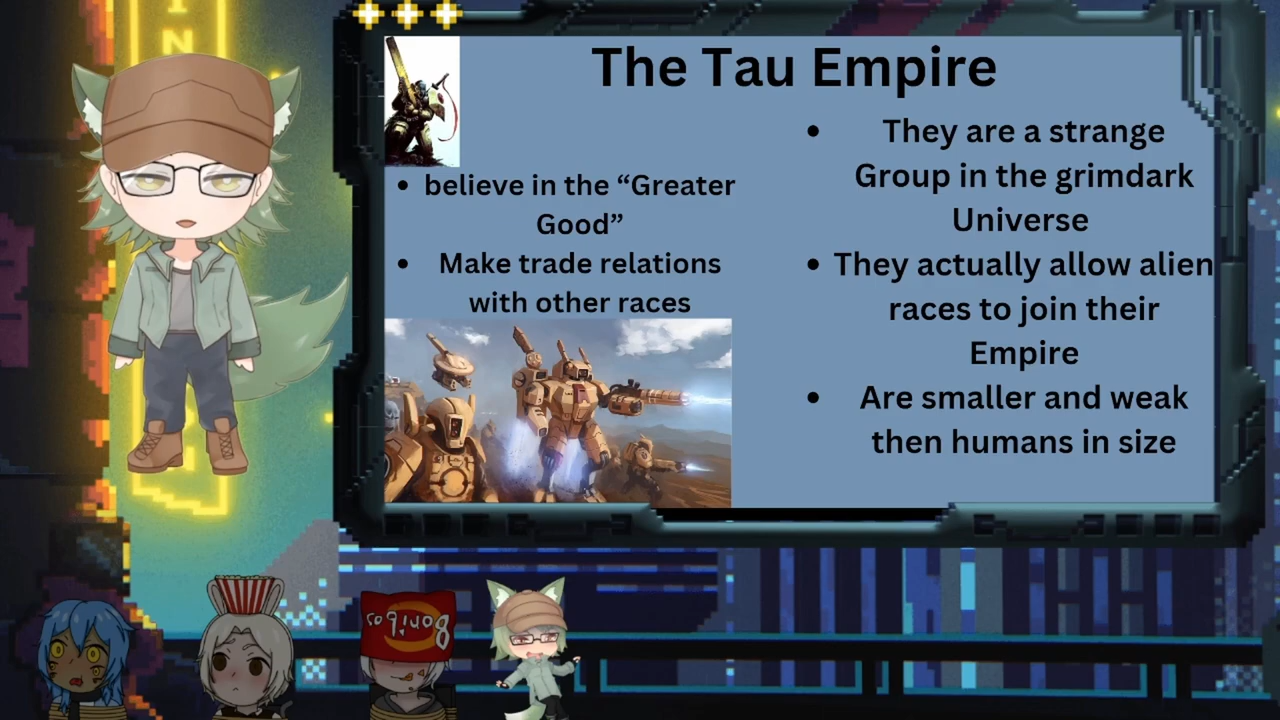 I
N
The Tau Empire
• believe in the “Greater
Good”
• Make trade relations
with other races
• They are a strange
Group in the grimdark
Universe
• They actually allow alien
races to join their
Empire
• Are smaller and weak
then humans in size